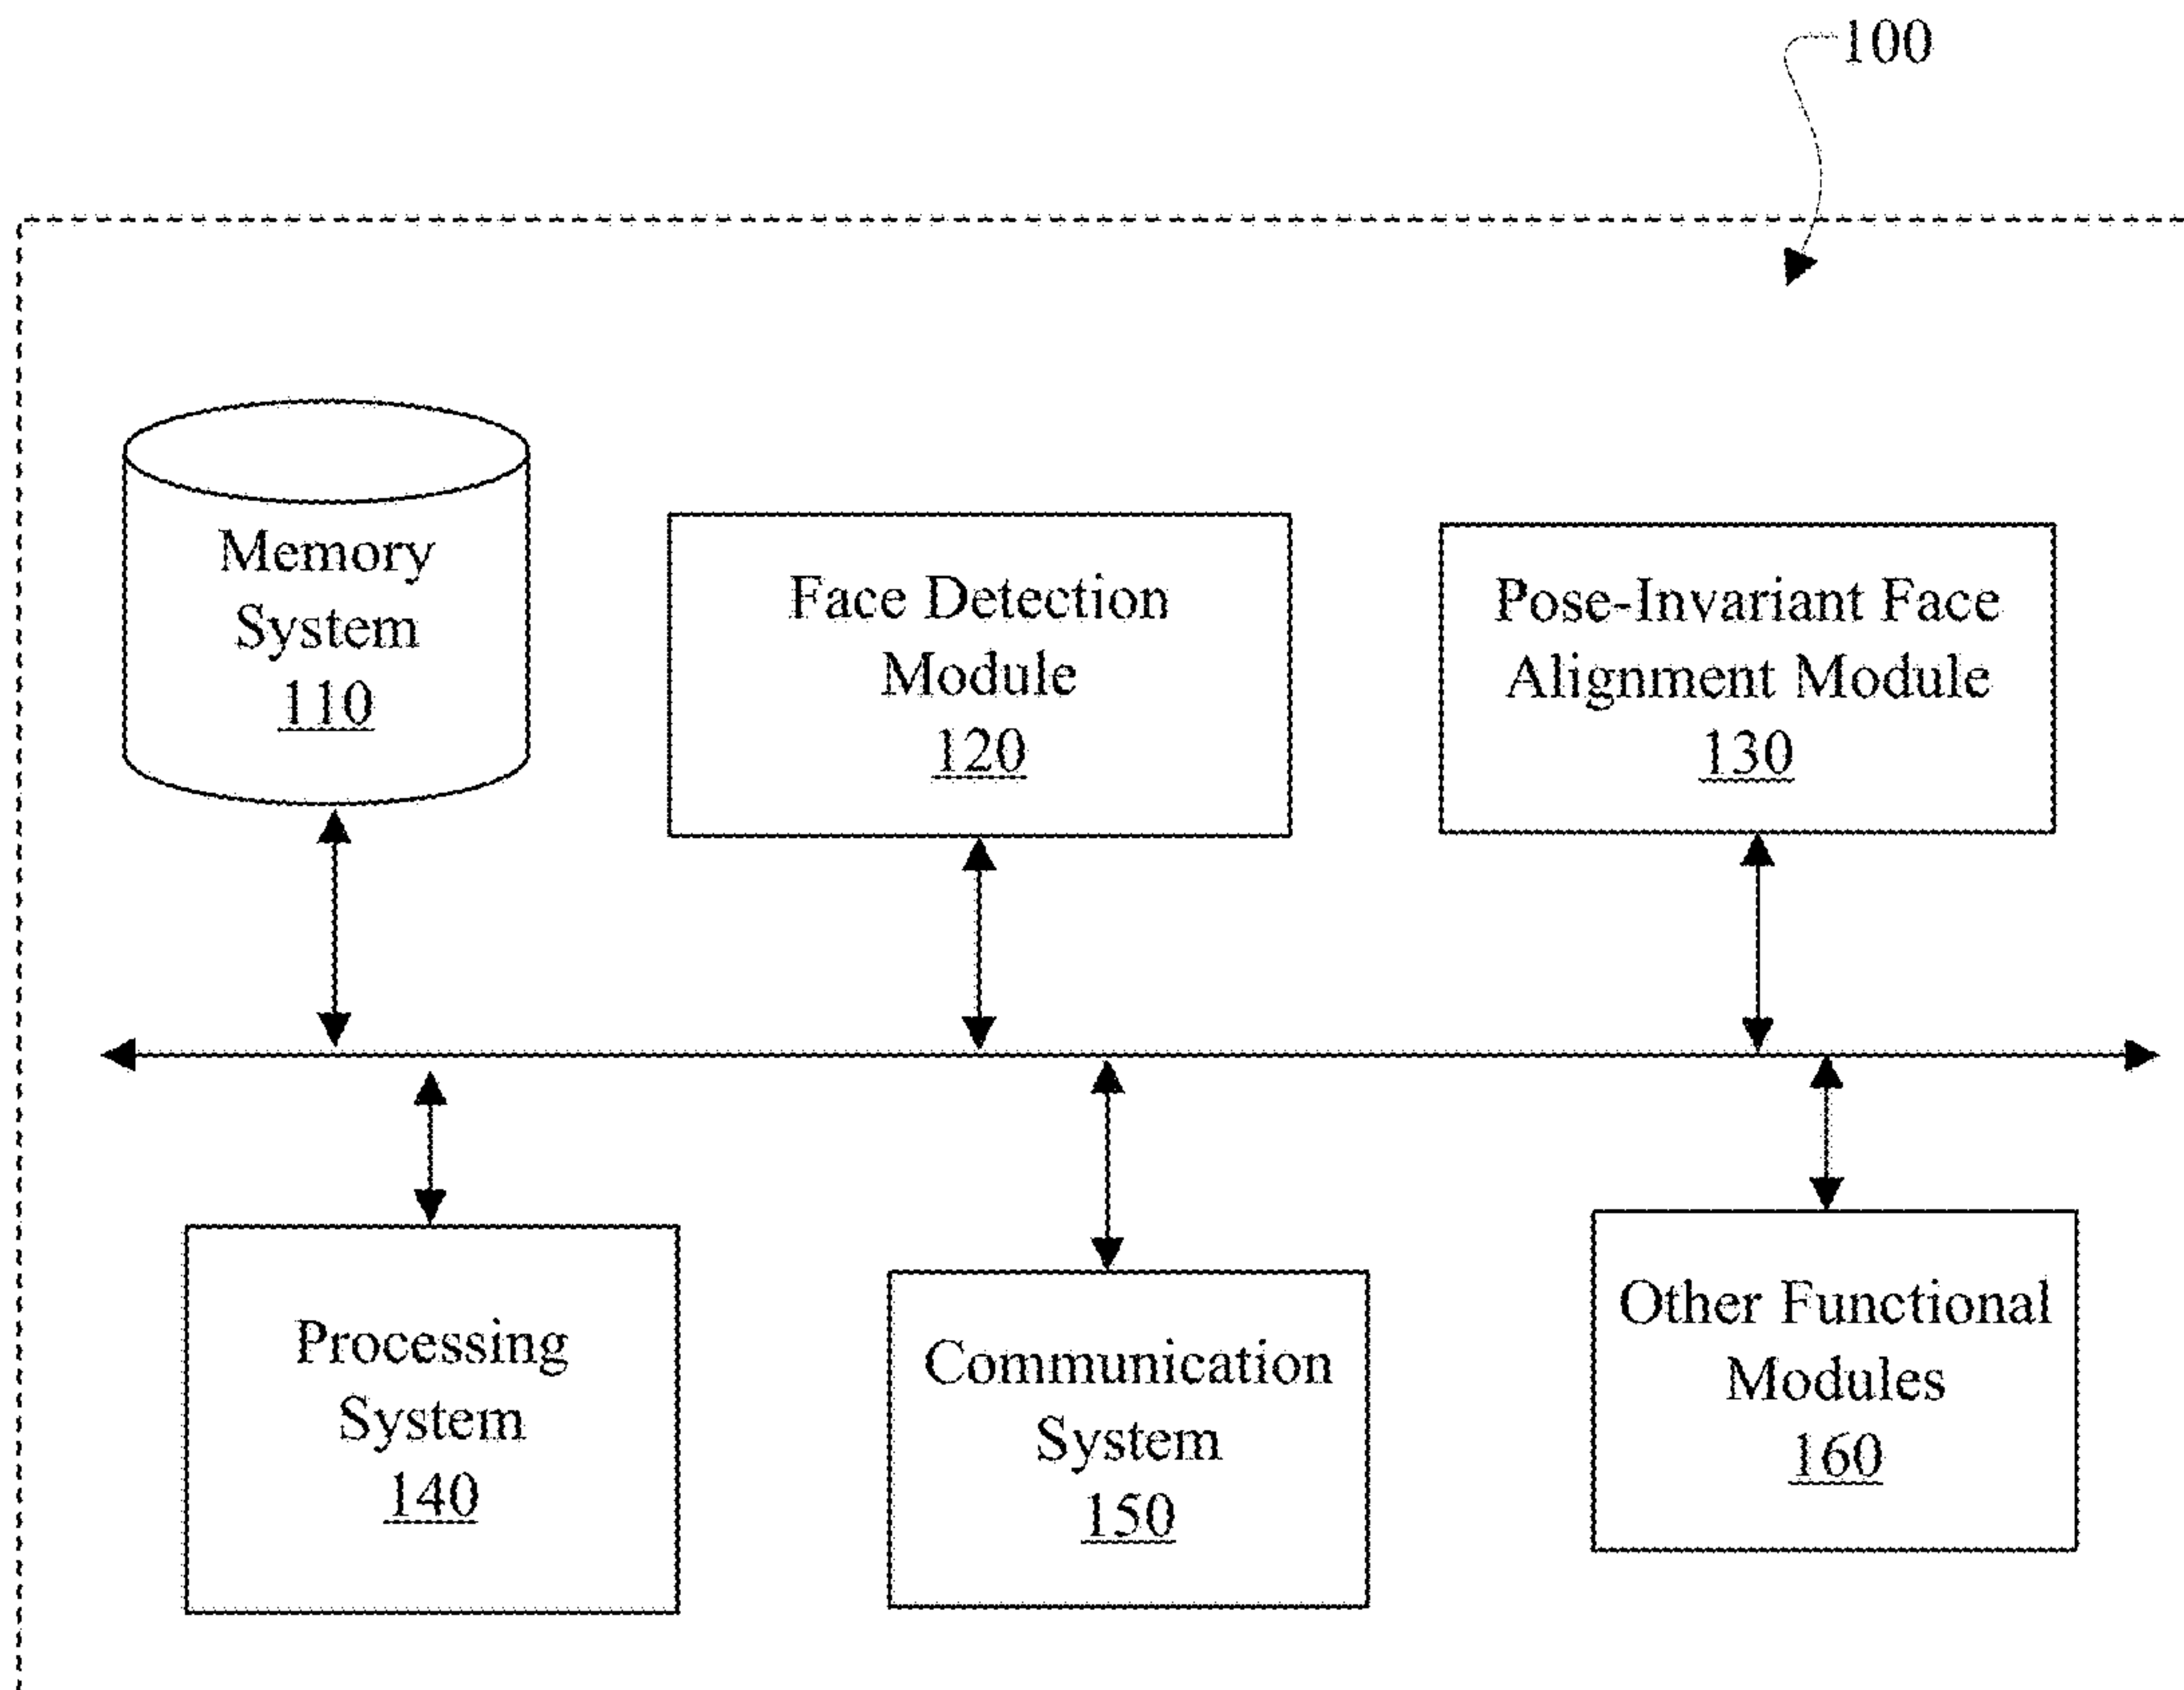 100
Memory
System
110
Face Detection
Module
120
Pose-Invariant Face
Alignment Module
130
Processing
System
140
Communication
System
150
Other Functional
Modules
160